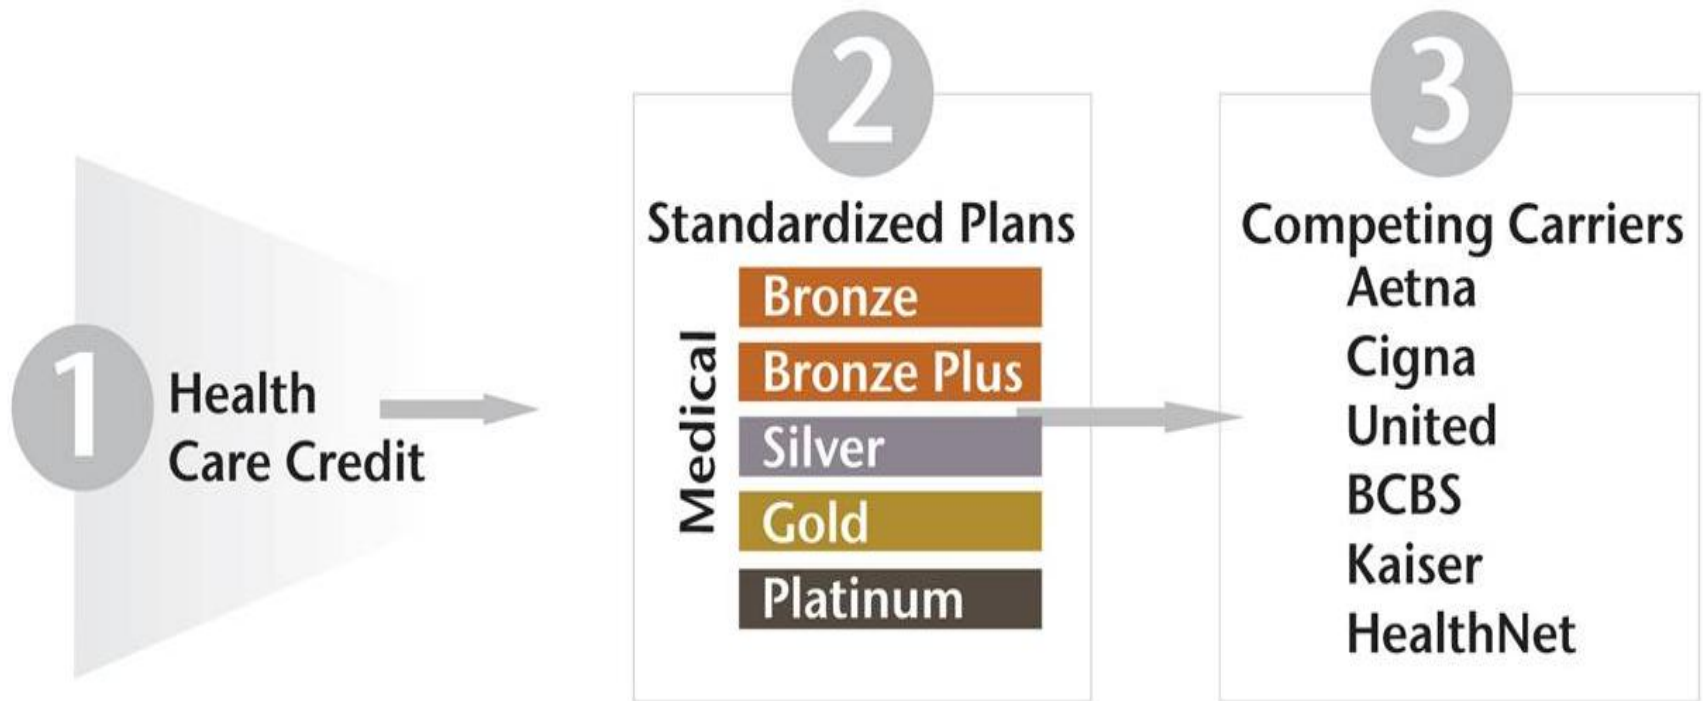 1
Health
Care Credit
2
Standardized Plans
Medical
Bronze
Bronze Plus
Silver
Gold
Platinum
3
Competing Carriers
Aetna
Cigna
United
BCBS
Kaiser
HealthNet